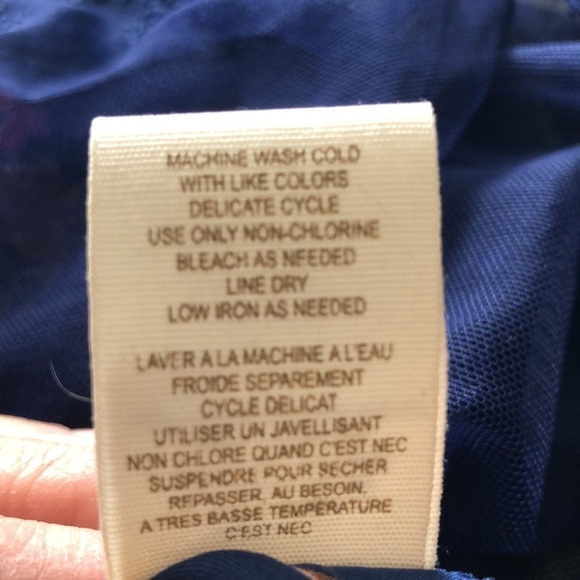 MACHINE WASH COLD
WITH LIKE COLORS
DELICATE CYCLE
USE ONLY NON-CHLORINE
BLEACH AS NEEDED
LINE DRY
LOW IRON AS NEEDED
LAVER A LA MACHINE A L'EAU
FROIDE SEPAREMENT
CYCLE DELICAT
UTILISER UN JAVELLISANT
NON CHLORE QUAND C'EST NEC
SUSPENDRE POUR SECHER
REPASSER, AU BESOIN.
A TRES BASSE TEMPERATURE
C'EST NEC